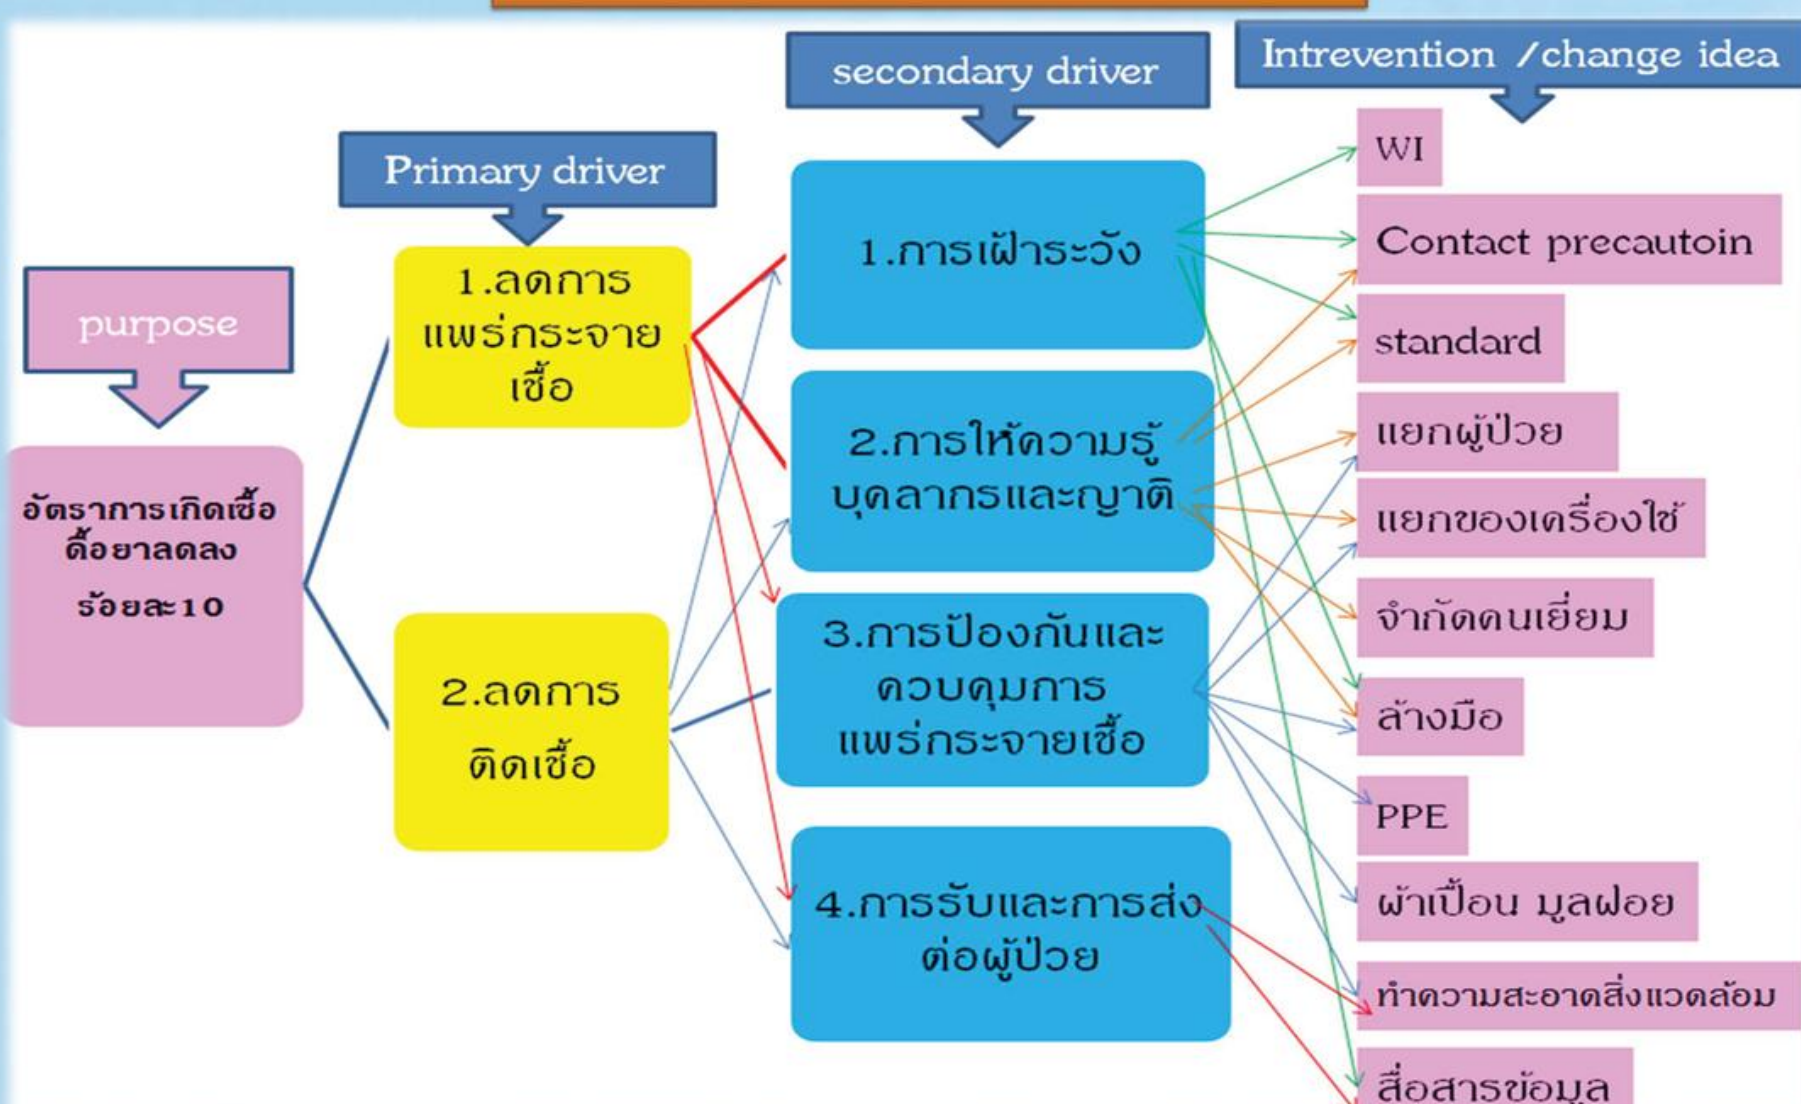 purpose
อัตราการเกิดเชื้อ
ดื้อยาลดลง
ร้อยละ10
Primary driver
1.ลดการ
แพร่กระจาย
เชื้อ
2.ลดการ
ติดเชื้อ
secondary driver
1.การเฝ้าระวัง
2.การให้ความรู้
บุคลากรและญาติ
3.การป้องกันและ
ควบคุมการ
แพร่กระจายเชื้อ
4.การรับและการส่ง
ต่อผู้ป่วย
Intrevention /change idea
WI
Contact precautoin
standard
แยกผู้ป่วย
แยกของเครื่องใช้
จำกัดคนเยี่ยม
ล้างมือ
PPE
ผ้าเปื้อน มูลฝอย
ทำความสะอาดสิ่งแวดล้อม
สื่อสารข้อมูล